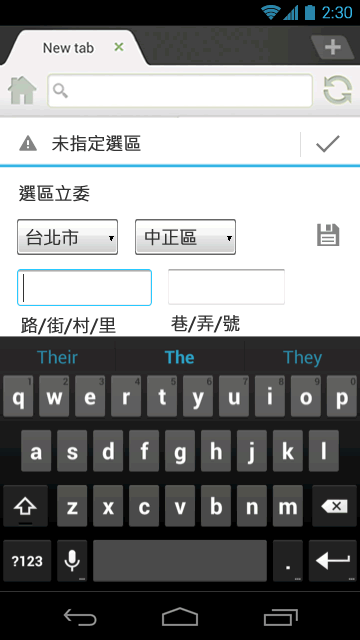 2:30
New tab
未指定選區
選區立委
台北市 中正區
路/街/村/里 巷/弄/號
Their The They
1 2 3 4 5 6 7 8 9 0
q w e r t y u i o p
a s d f g h j k l
z x c v b n m
?123 ... . ... ...